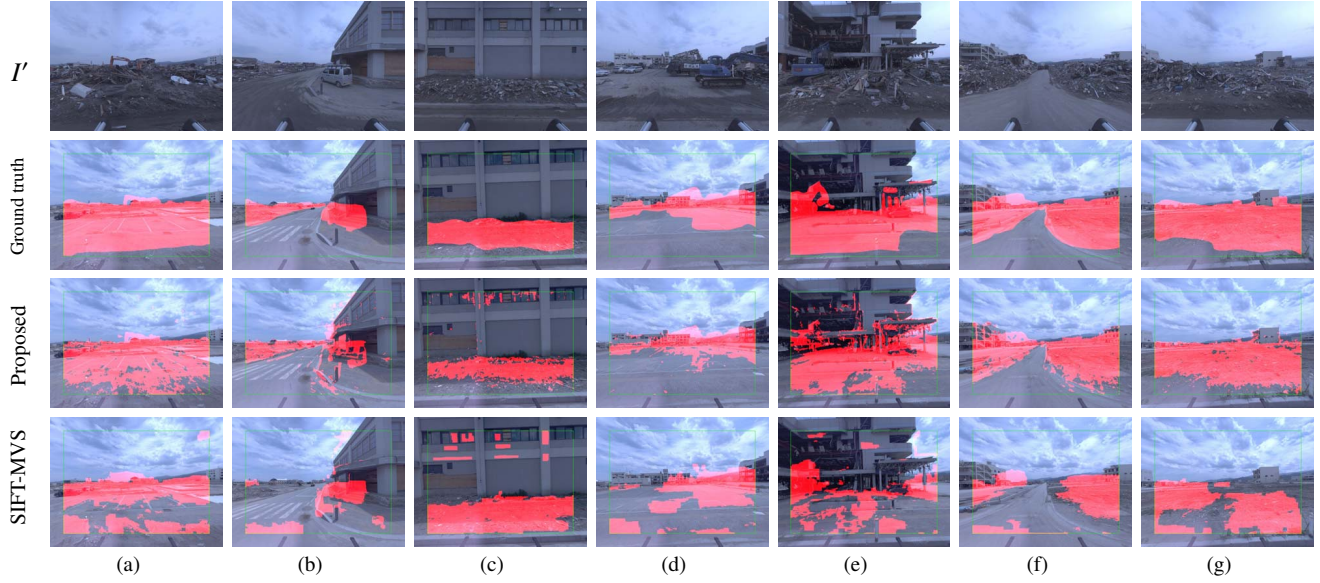 I′
Ground truth
Proposed
SIFT-MVS
(a) (b) (c) (d) (e) (f) (g)